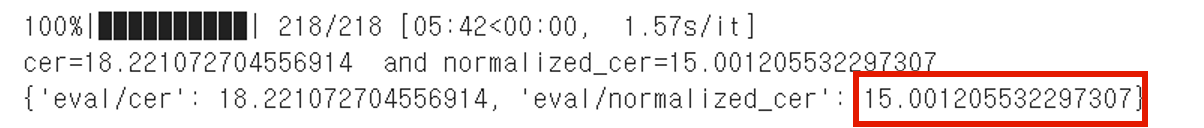 100%|██████████| 218/218 [05:42<00:00, 1.57s/it]
cer=18.221072704556914 and normalized_cer=15.001205532297307
{'eval/cer': 18.221072704556914, 'eval/normalized_cer': 15.001205532297307}